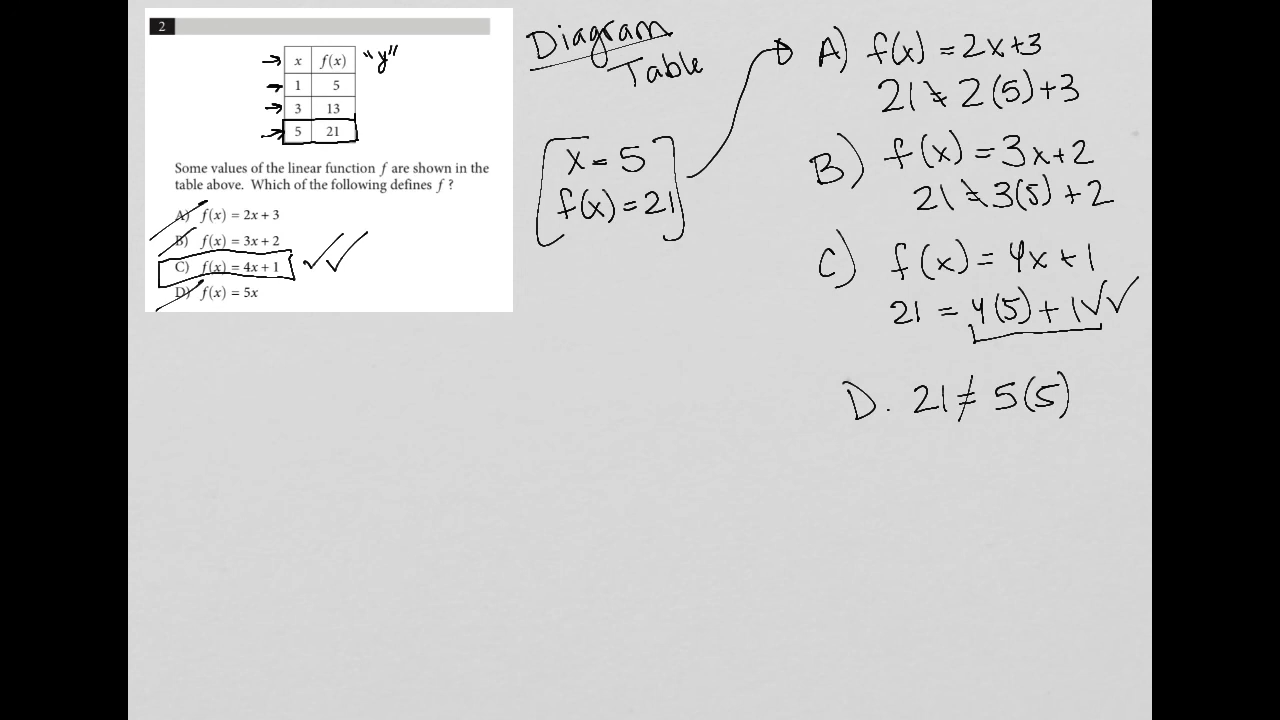 2
x f(x) "y"
1 5
3 13
5 21
Some values of the linear function f are shown in the
table above. Which of the following defines f ?
A) f(x) = 2x + 3
B) f(x) = 3x + 2
C) f(x) = 4x + 1
D) f(x) = 5x
Diagram
Table
x = 5
f(x) = 21
A) f(x) = 2x+3
21 ≠ 2(5)+3
B) f(x) = 3x+2
21 ≠ 3(5) + 2
C) f(x) = 4x + 1
21 = 4(5) + 1
D. 21 ≠ 5(5)